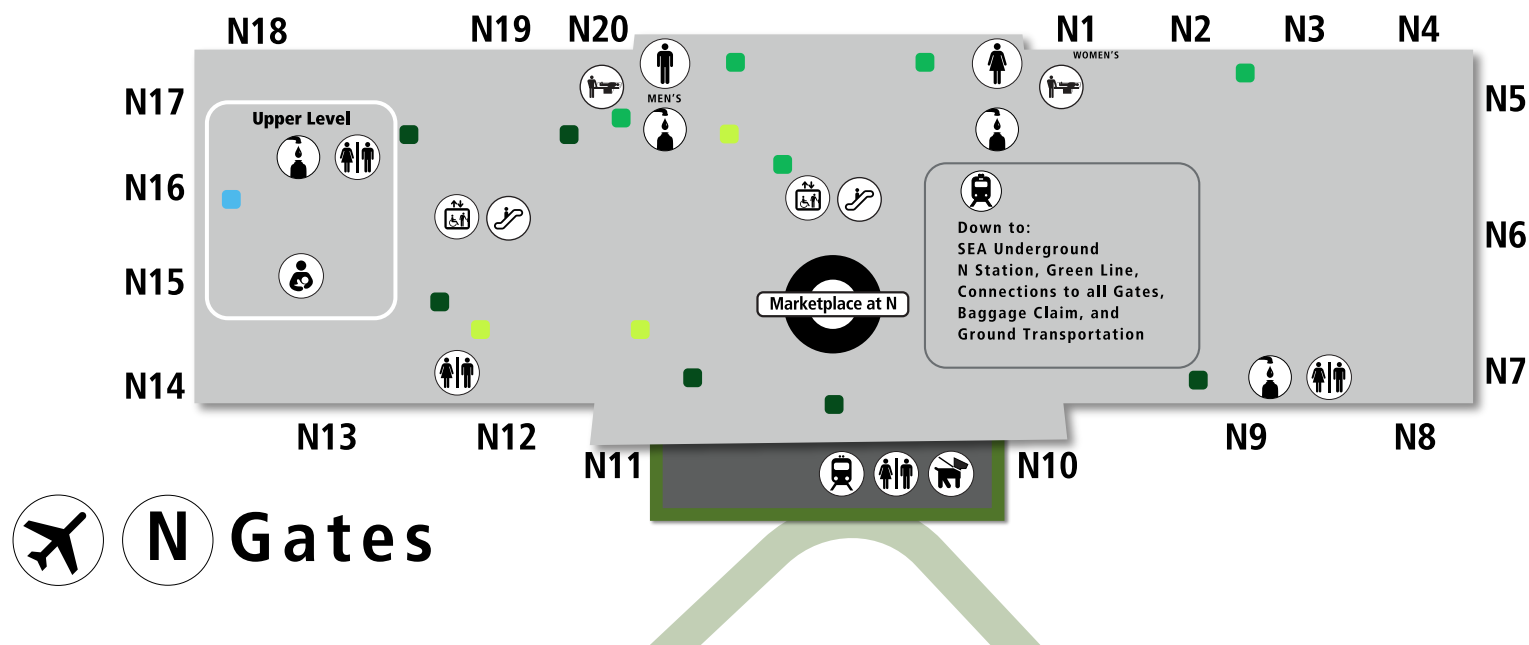 N18
N19
N20
N1
N2
N3
N4
WOMEN'S
N17
MEN'S
N5
Upper Level
N16
Down to:
SEA Underground
N Station, Green Line,
Connections to all Gates,
Baggage Claim, and
Ground Transportation
N6
N15
Marketplace at N
N14
N7
N13
N12
N11
N10
N9
N8
N Gates